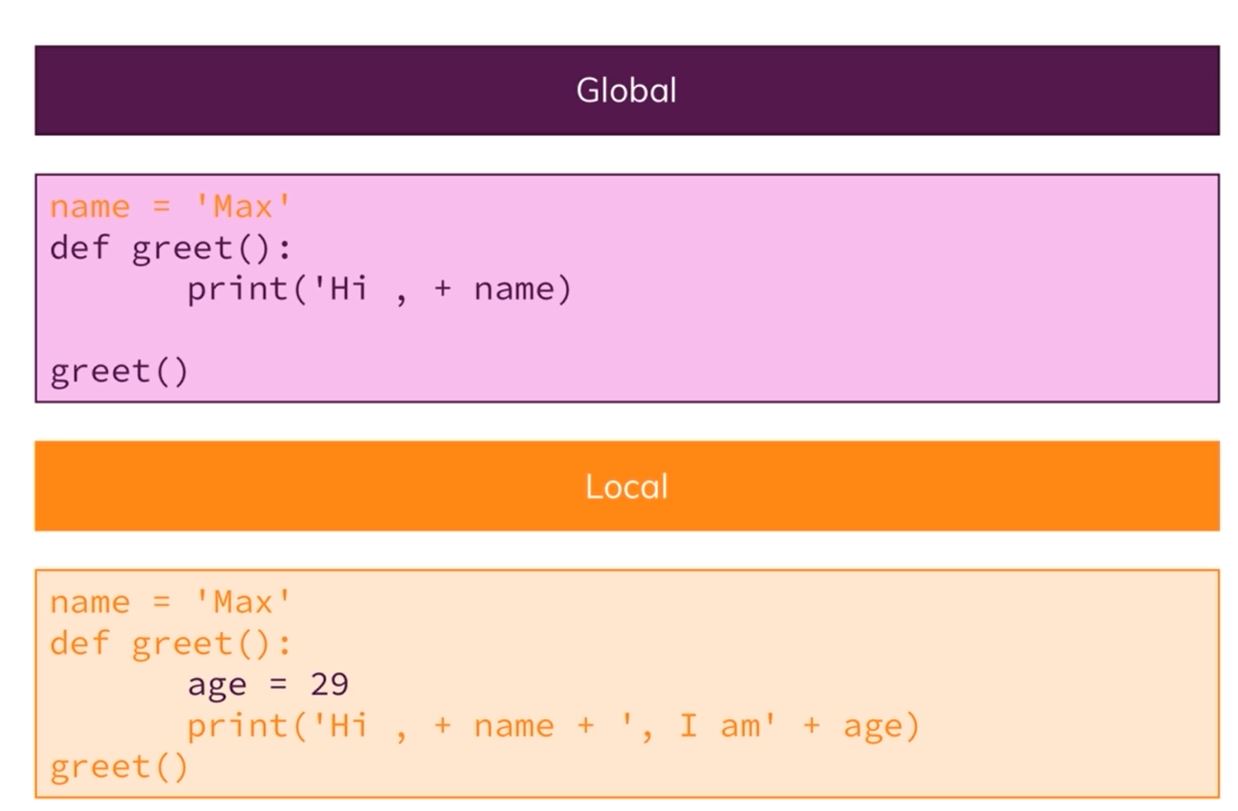 Global
name = 'Max'
def greet():
print('Hi , + name)
greet()
Local
name = 'Max'
def greet():
age = 29
print('Hi , + name + ', I am' + age)
greet()